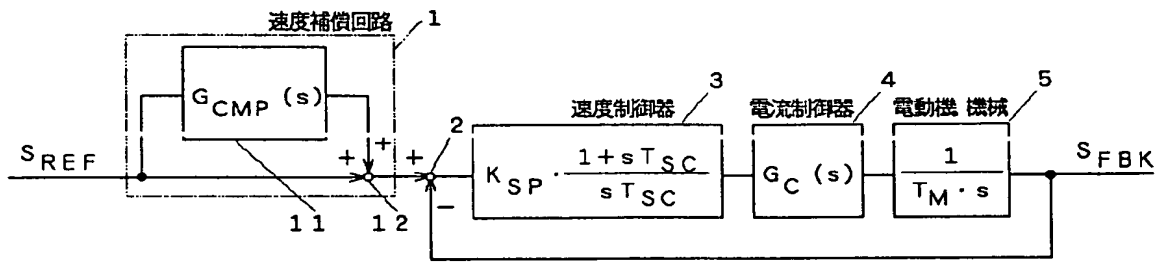 速度補償回路
1
G_CMP (s)
3
速度制御器
4
電流制御器
5
電動機 機械
S_REF
+
+
+
2
−
K_SP · (1+sT_SC)/(sT_SC)
G_C (s)
1/(T_M · s)
S_FBK
11
12